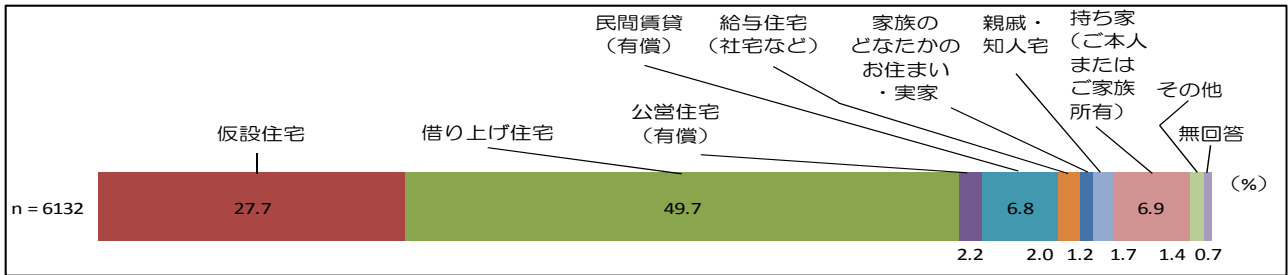 民間賃貸
（有償）
給与住宅
（社宅など）
家族の
どなたかの
お住まい
・実家
親戚・
知人宅
持ち家
（ご本人
または
ご家族
所有）
その他
無回答
仮設住宅
借り上げ住宅
公営住宅
（有償）
（%）
n = 6132
27.7
49.7
6.8
6.9
2.2
2.0
1.2
1.7
1.4
0.7